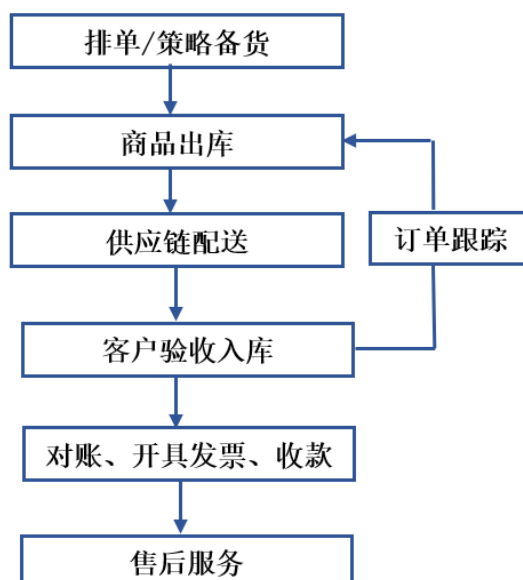 排单/策略备货
商品出库
供应链配送
订单跟踪
客户验收入库
对账、开具发票、收款
售后服务